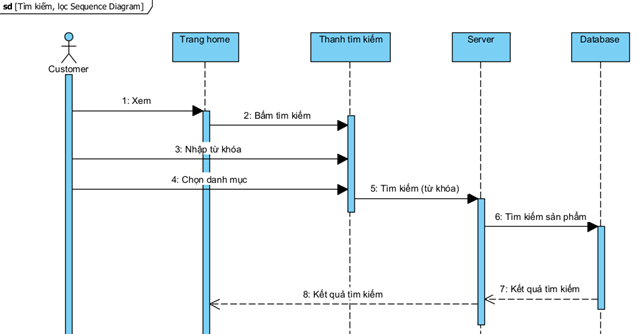 sd [Tìm kiếm, lọc Sequence Diagram]
Customer
Trang home
Thanh tìm kiếm
Server
Database
1: Xem
2: Bấm tìm kiếm
3: Nhập từ khóa
4: Chọn danh mục
5: Tìm kiếm (từ khóa)
6: Tìm kiếm sản phẩm
7: Kết quả tìm kiếm
8: Kết quả tìm kiếm